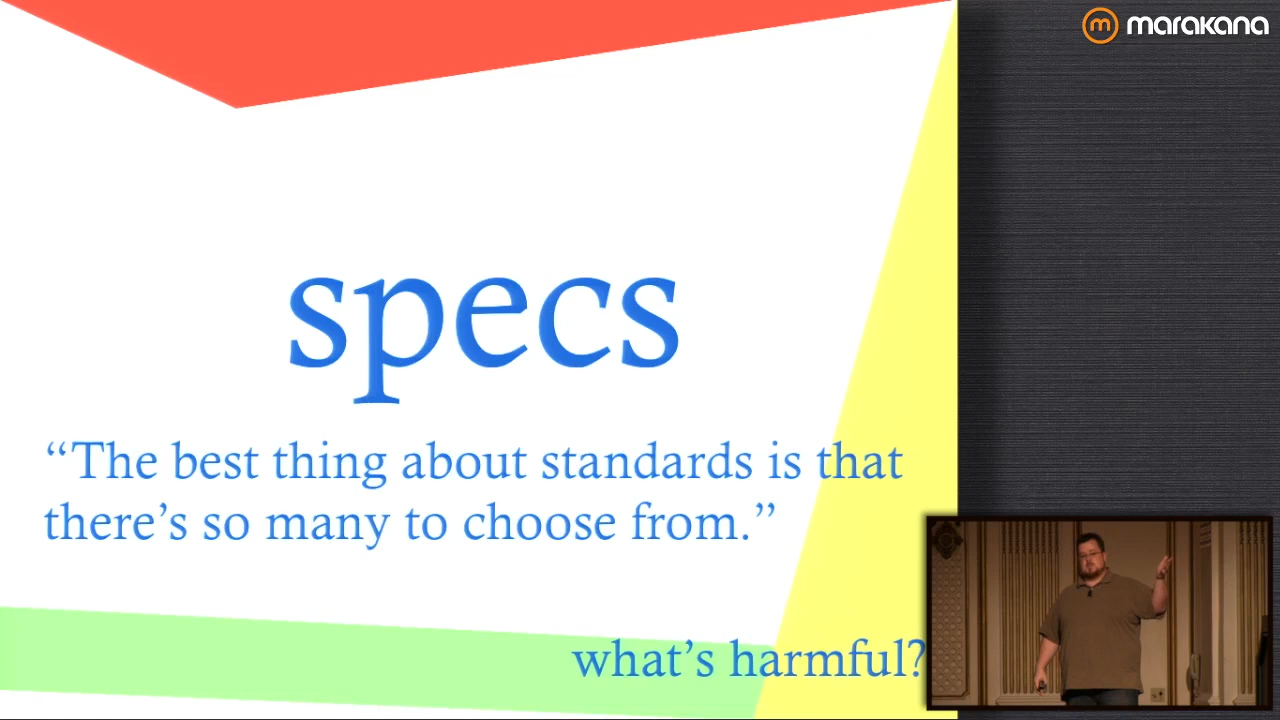 marakana
specs
“The best thing about standards is that
there’s so many to choose from.”
what’s harmful?